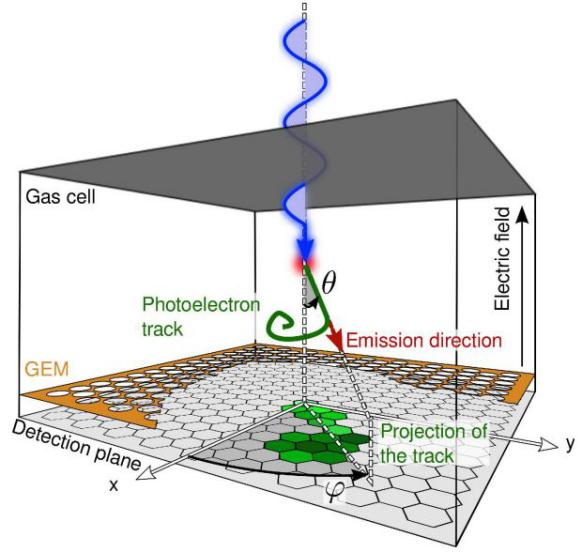 Gas cell
Electric field
θ
Photoelectron
track
Emission direction
GEM
Detection plane
Projection of
the track
x
y
φ